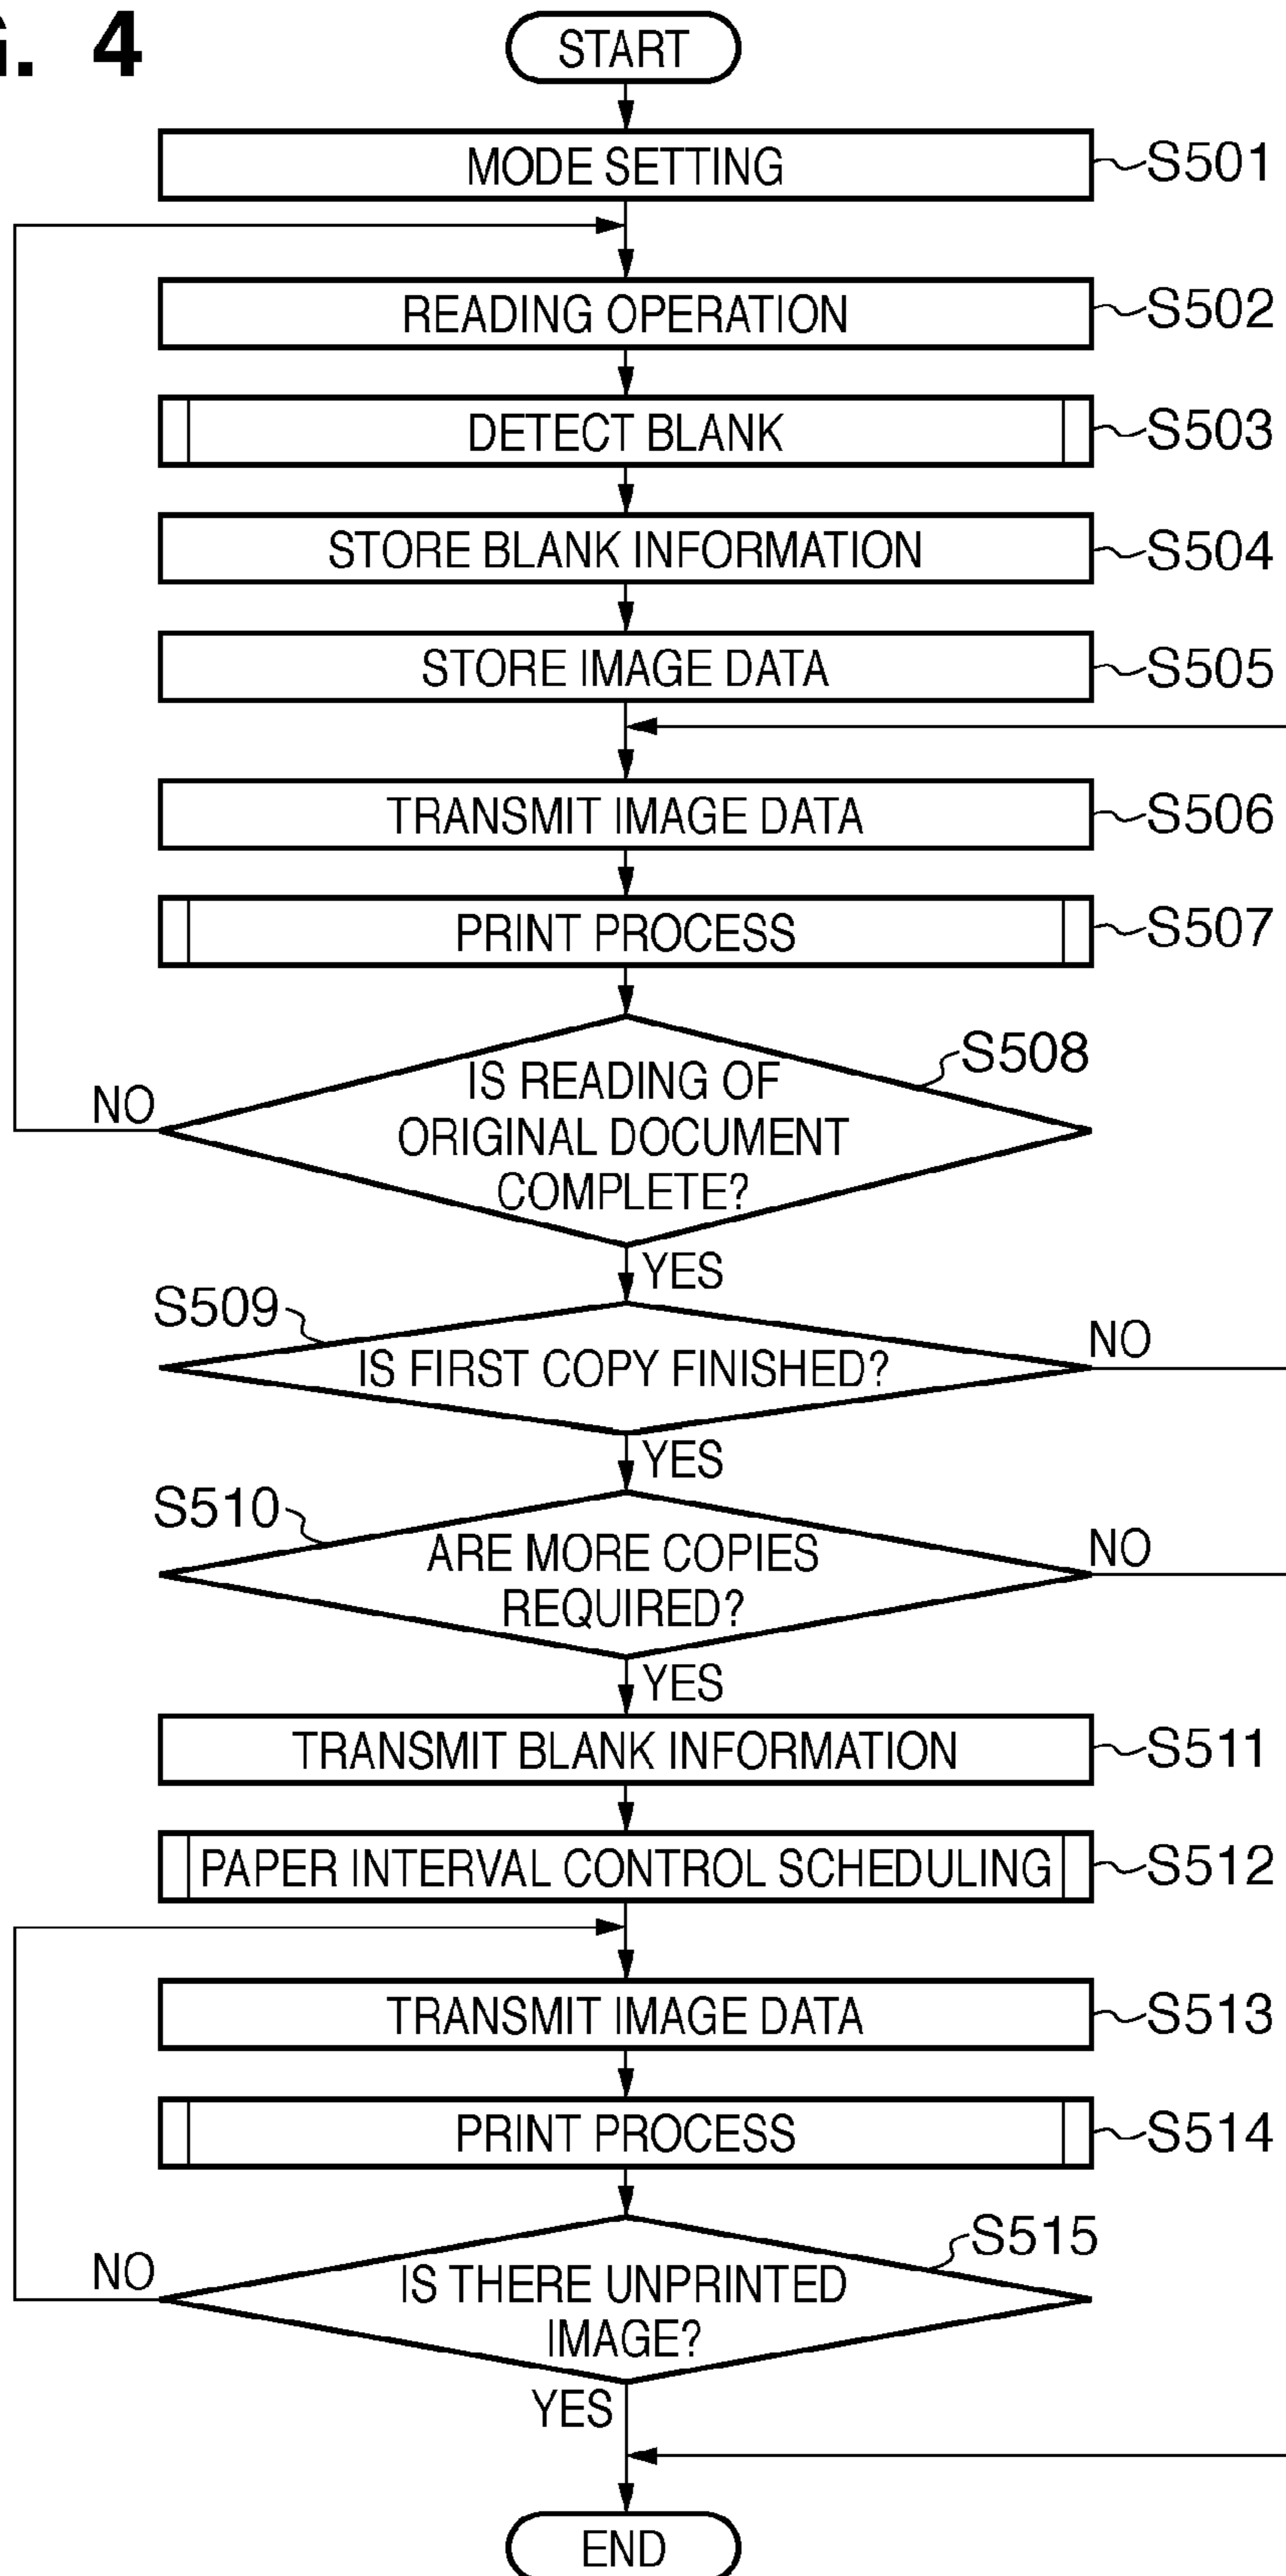 G. 4
START
MODE SETTING
S501
READING OPERATION
S502
DETECT BLANK
S503
STORE BLANK INFORMATION
S504
STORE IMAGE DATA
S505
TRANSMIT IMAGE DATA
S506
PRINT PROCESS
S507
S508
IS READING OF
ORIGINAL DOCUMENT
COMPLETE?
NO
YES
S509
IS FIRST COPY FINISHED?
NO
YES
S510
ARE MORE COPIES
REQUIRED?
NO
YES
TRANSMIT BLANK INFORMATION
S511
PAPER INTERVAL CONTROL SCHEDULING
S512
TRANSMIT IMAGE DATA
S513
PRINT PROCESS
S514
S515
IS THERE UNPRINTED
IMAGE?
NO
YES
END